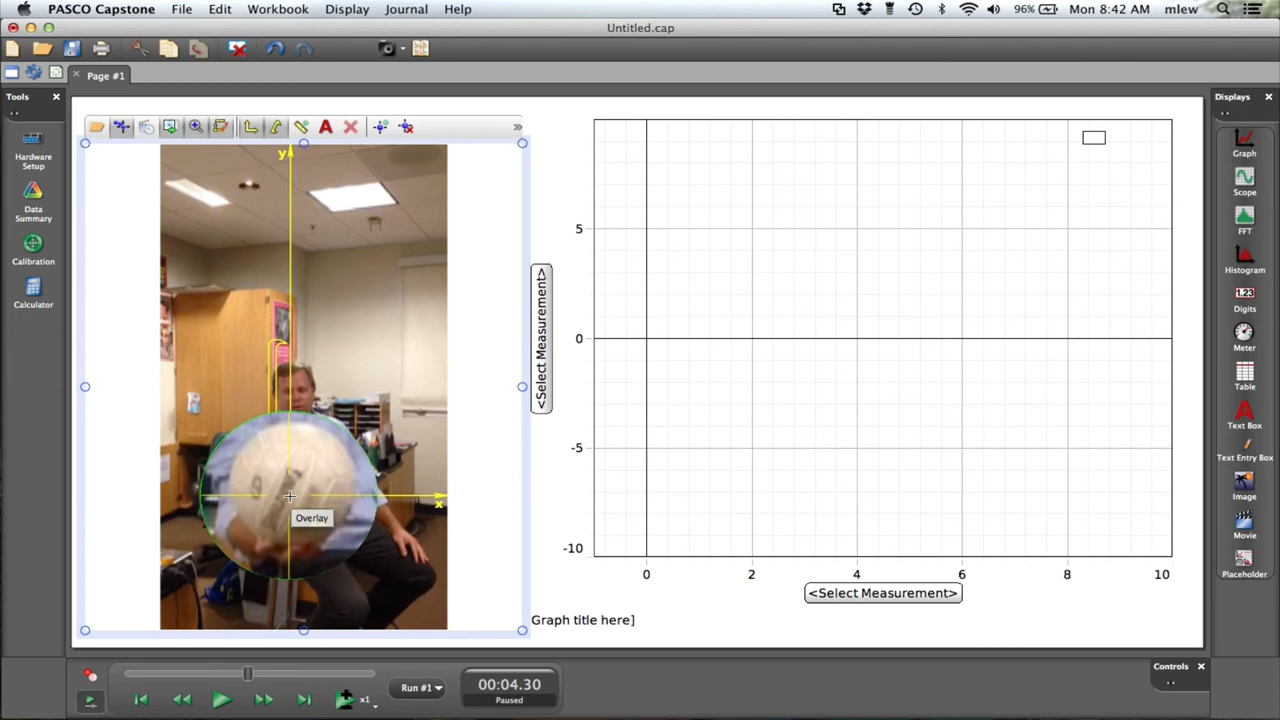 PASCO Capstone File Edit Workbook Display Journal Help 96% Mon 8:42 AM mlew
Untitled.cap
Page #1
Tools
Displays
Hardware Setup
Data Summary
Calibration
Calculator
y
x
Overlay
<Select Measurement>
5
0
-5
-10
0 2 4 6 8 10
<Select Measurement>
Graph title here]
Graph
Scope
FFT
Histogram
1.23
Digits
Meter
Table
Text Box
Text Entry Box
Image
Movie
Placeholder
Run #1
x1
00:04.30
Paused
Controls